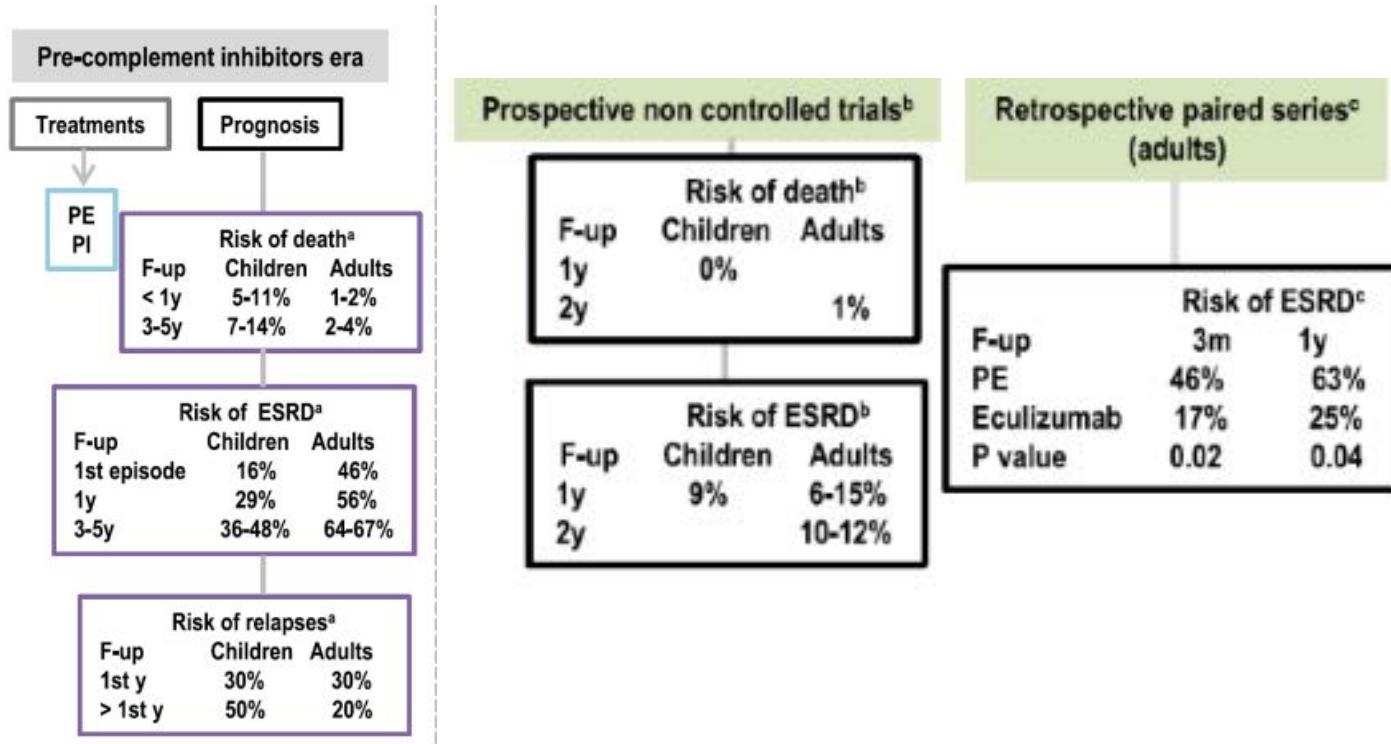 Pre-complement inhibitors era
Treatments
Prognosis
PE
PI
Risk of deathᵃ
F-up Children Adults
< 1y 5-11% 1-2%
3-5y 7-14% 2-4%
Risk of ESRDᵃ
F-up Children Adults
1st episode 16% 46%
1y 29% 56%
3-5y 36-48% 64-67%
Risk of relapsesᵃ
F-up Children Adults
1st y 30% 30%
> 1st y 50% 20%
Prospective non controlled trialsᵇ
Risk of deathᵇ
F-up Children Adults
1y 0%
2y 1%
Risk of ESRDᵇ
F-up Children Adults
1y 9% 6-15%
2y 10-12%
Retrospective paired seriesᶜ
(adults)
Risk of ESRDᶜ
F-up 3m 1y
PE 46% 63%
Eculizumab 17% 25%
P value 0.02 0.04